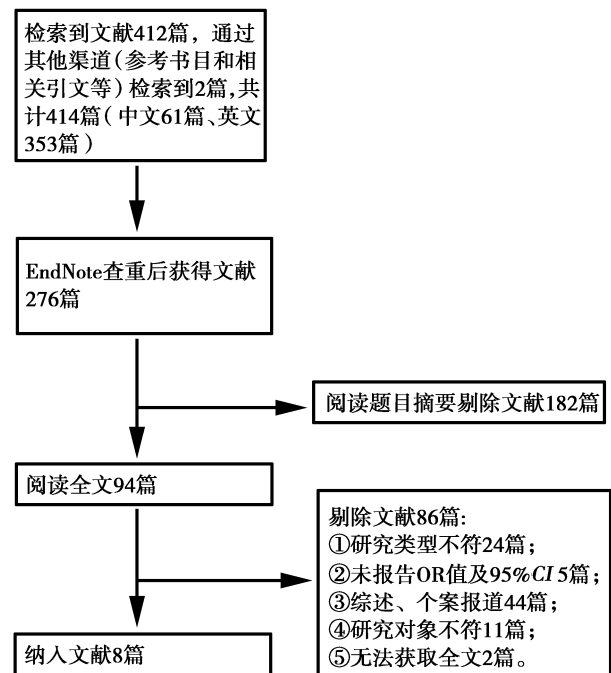 检索到文献412篇，通过
其他渠道（参考书目和相
关引文等）检索到2篇,共
计414篇（中文61篇、英文
353篇）
EndNote查重后获得文献
276篇
阅读题目摘要剔除文献182篇
阅读全文94篇
剔除文献86篇:
①研究类型不符24篇；
②未报告OR值及95%CI 5篇；
③综述、个案报道44篇；
④研究对象不符11篇；
⑤无法获取全文2篇。
纳入文献8篇